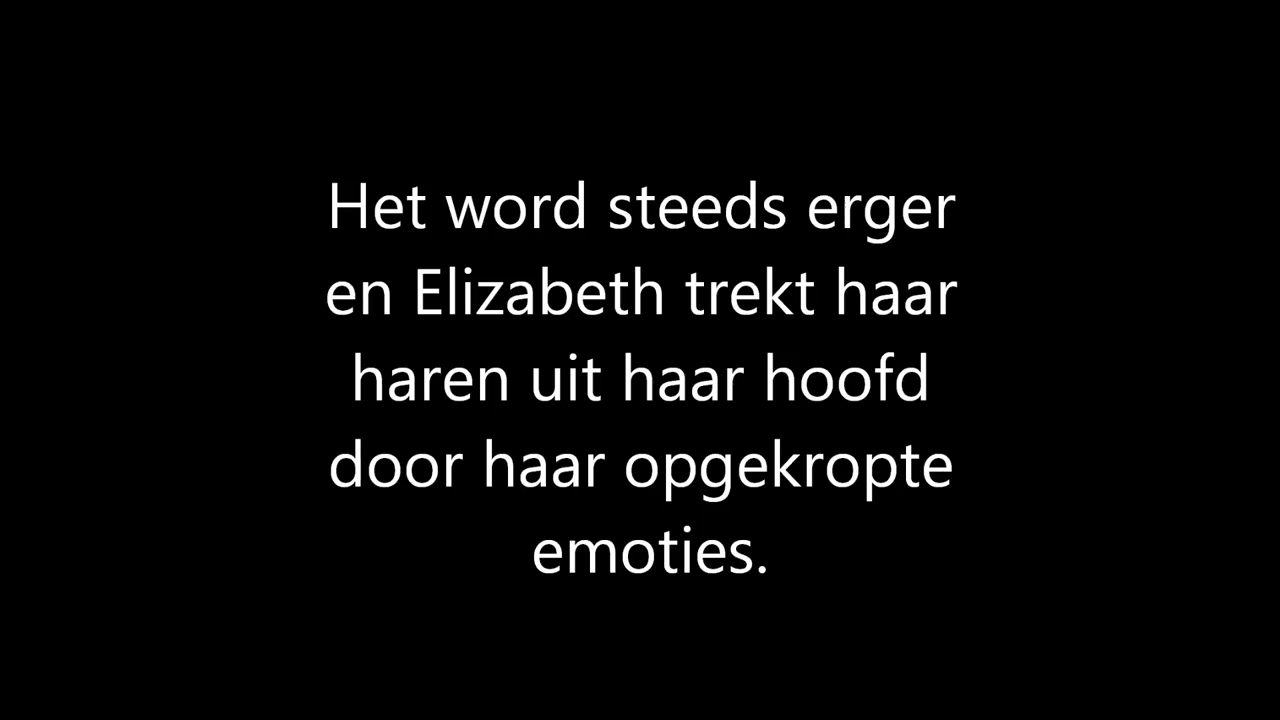 Het word steeds erger
en Elizabeth trekt haar
haren uit haar hoofd
door haar opgekropte
emoties.